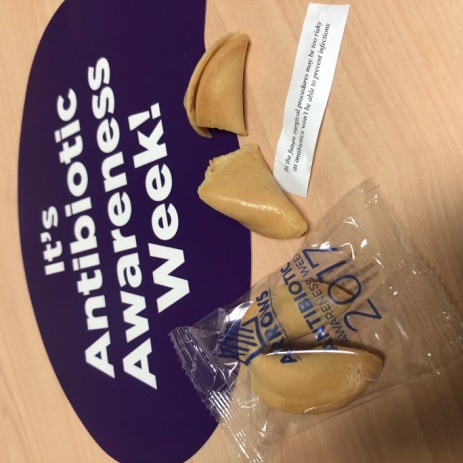 It's
Antibiotic
Awareness
Week!
in the future surgical procedures may be too risky
as antibiotics won't be able to prevent infections
ANTIBIOTIC
AWARENESS WEEK
2017